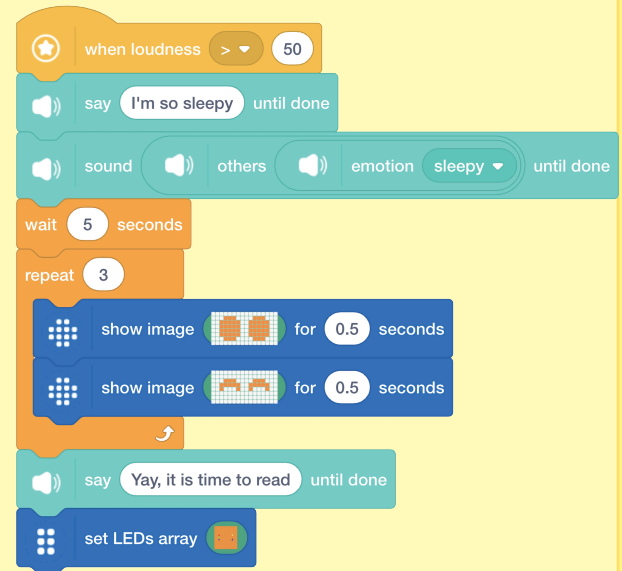 when loudness > 50
say I'm so sleepy until done
sound others emotion sleepy until done
wait 5 seconds
repeat 3
show image for 0.5 seconds
show image for 0.5 seconds
say Yay, it is time to read until done
set LEDs array